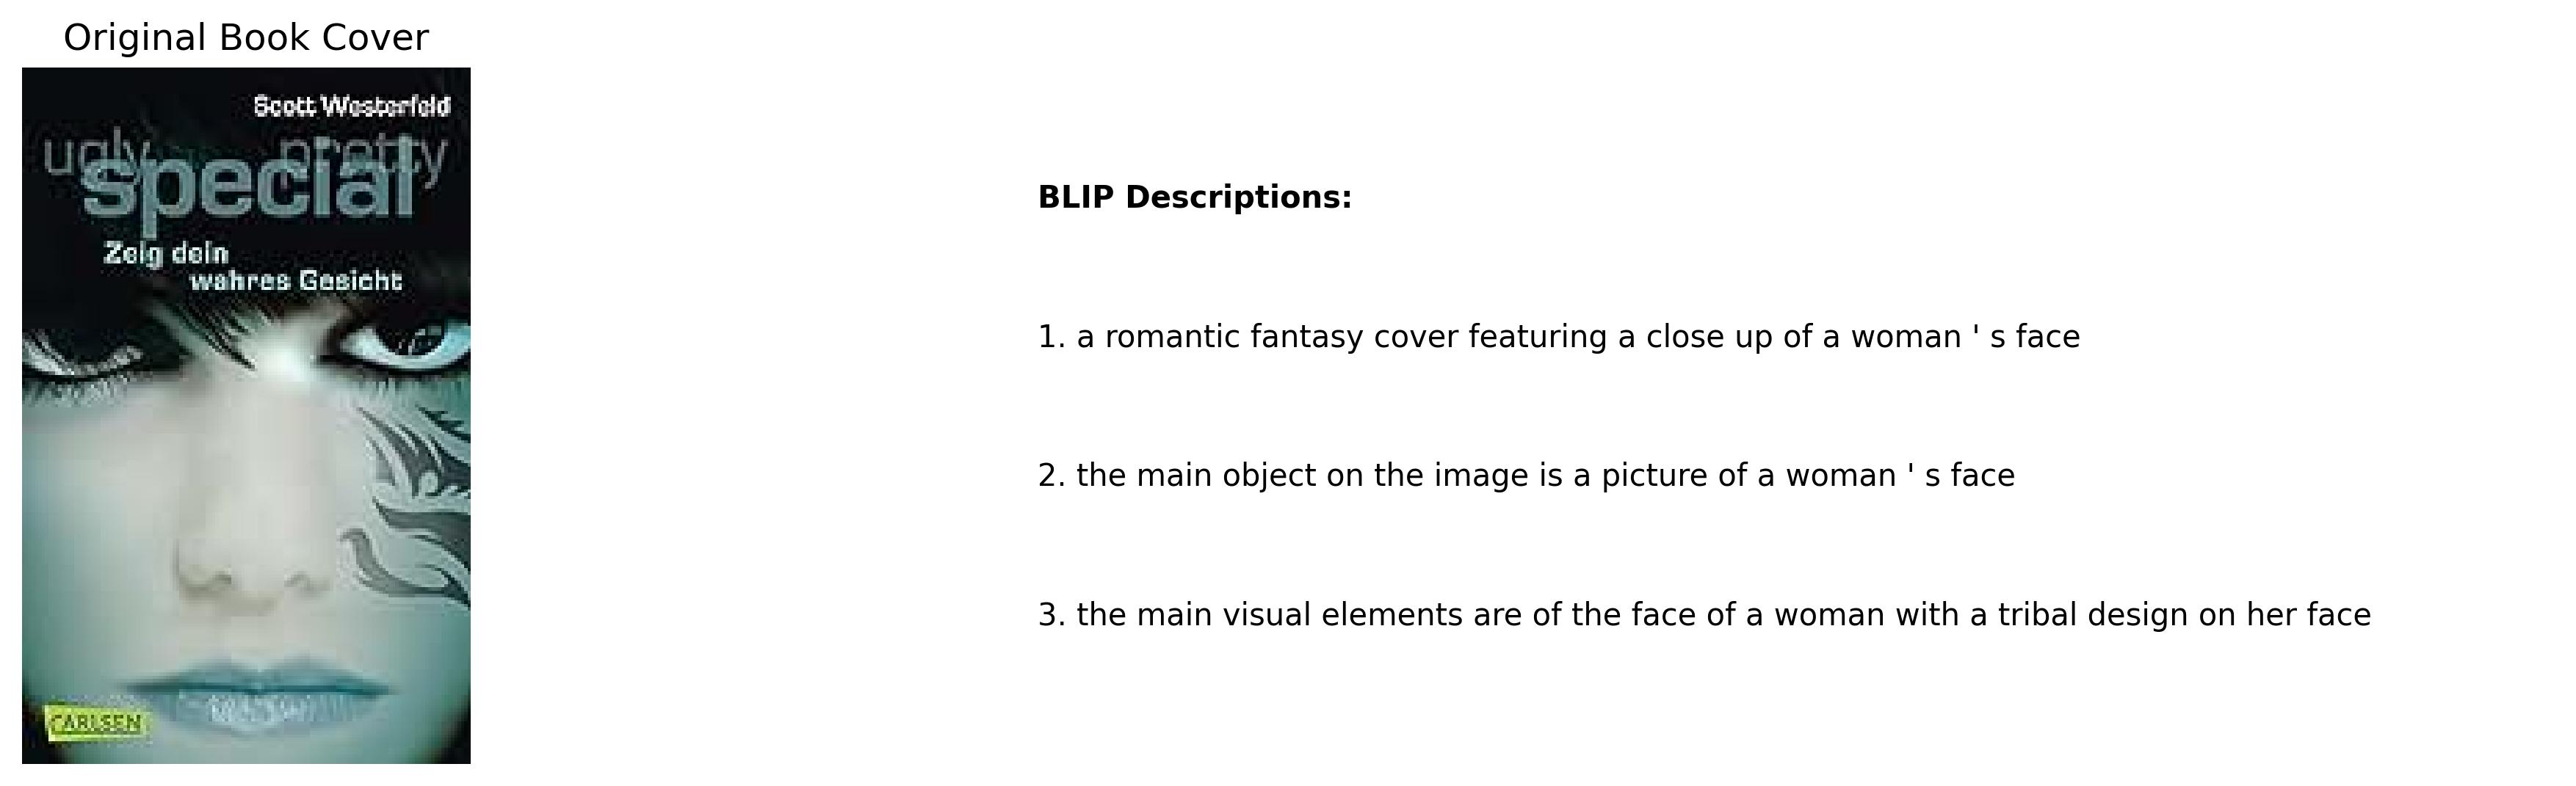 Original Book Cover
Scott Westerfeld
ugly pretty
special
Zeig dein
wahres Gesicht
CARLSEN
BLIP Descriptions:
1. a romantic fantasy cover featuring a close up of a woman ' s face
2. the main object on the image is a picture of a woman ' s face
3. the main visual elements are of the face of a woman with a tribal design on her face